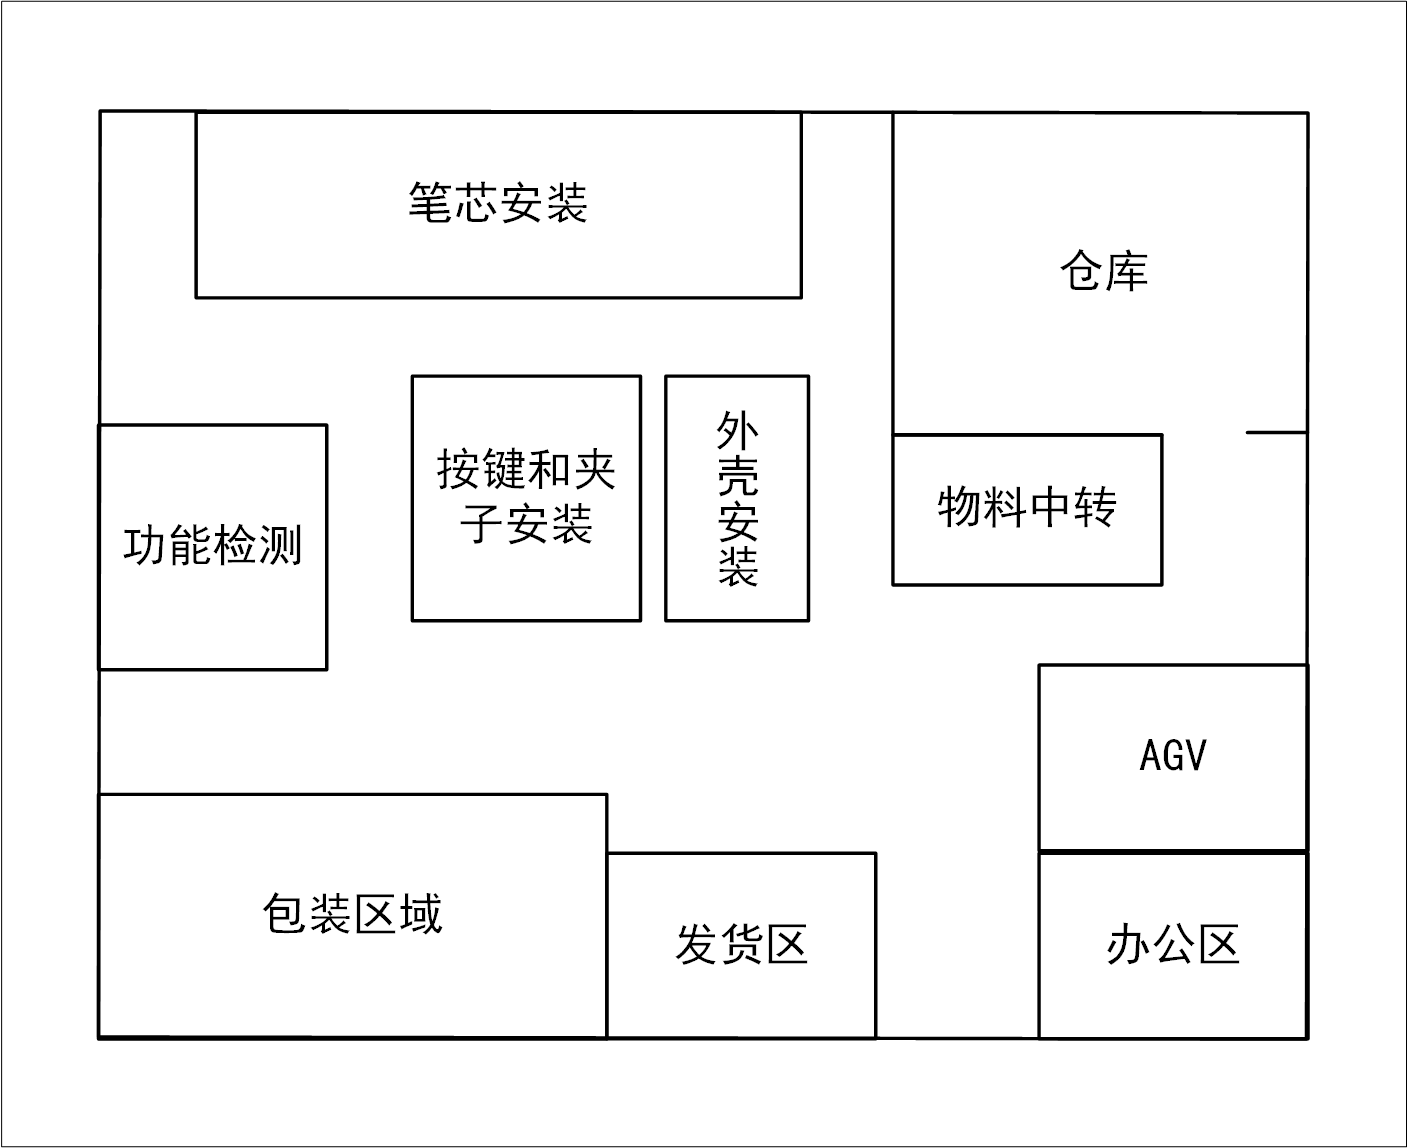 笔芯安装
仓库
按键和夹
子安装
外
壳
安
装
物料中转
功能检测
AGV
包装区域
发货区
办公区